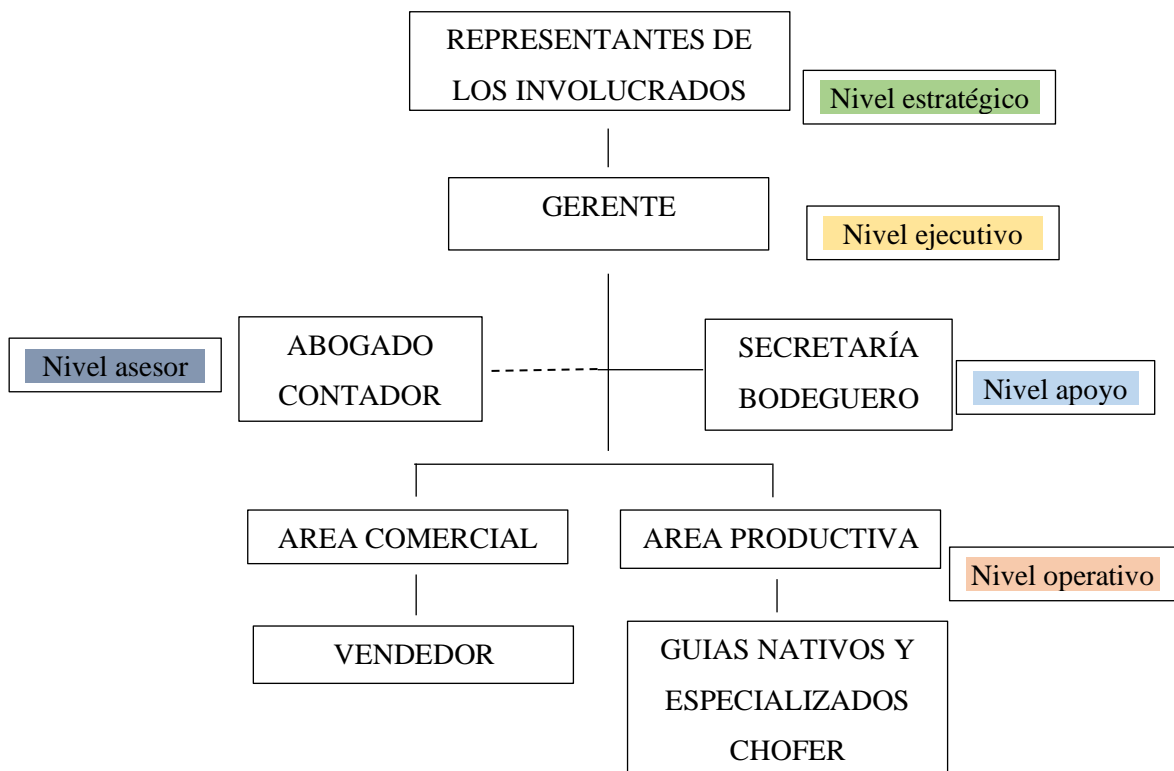 REPRESENTANTES DE
LOS INVOLUCRADOS
Nivel estratégico
GERENTE
Nivel ejecutivo
ABOGADO
CONTADOR
Nivel asesor
SECRETARÍA
BODEGUERO
Nivel apoyo
AREA COMERCIAL
AREA PRODUCTIVA
Nivel operativo
VENDEDOR
GUIAS NATIVOS Y
ESPECIALIZADOS
CHOFER